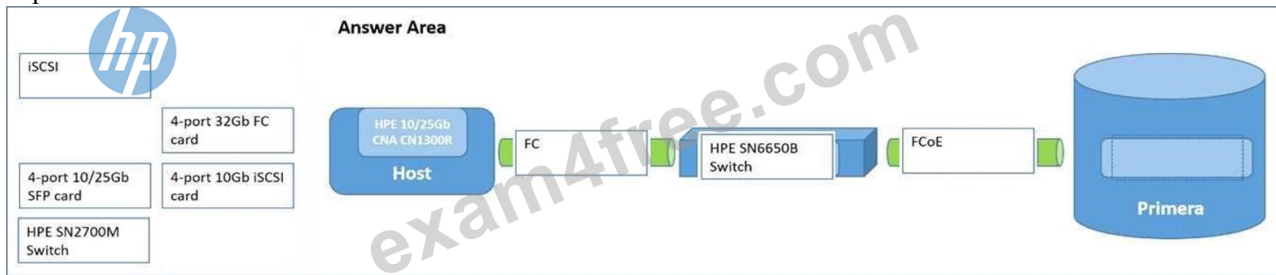 Answer Area
hp
iSCSI
4-port 32Gb FC
card
4-port 10/25Gb
SFP card
4-port 10Gb iSCSI
card
HPE SN2700M
Switch
HPE 10/25Gb
CNA CN1300R
Host
FC
HPE SN6650B
Switch
FCoE
Primera
exam4free.com